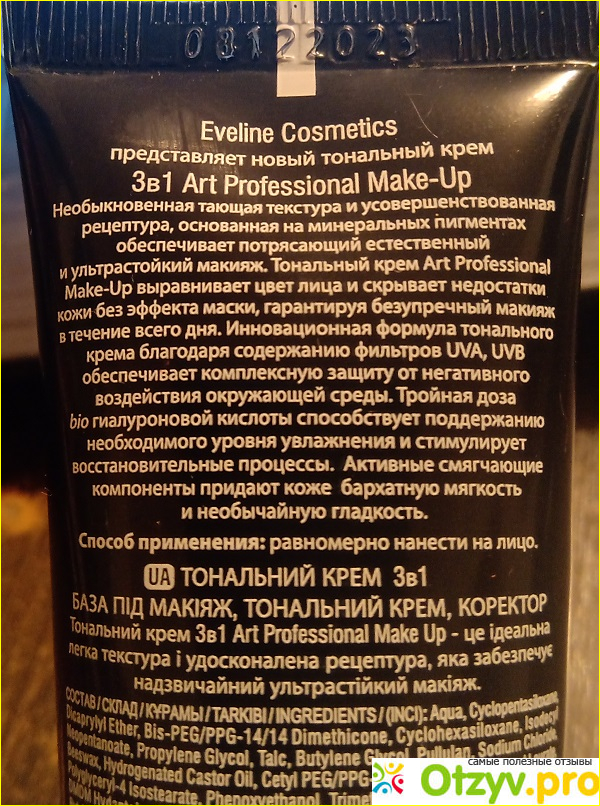 08122023
Eveline Cosmetics
представляет новый тональный крем
3в1 Art Professional Make-Up
Необыкновенная тающая текстура и усовершенствованная
рецептура, основанная на минеральных пигментах
обеспечивает потрясающий естественный
и ультрастойкий макияж. Тональный крем Art Professional
Make-Up выравнивает цвет лица и скрывает недостатки
кожи без эффекта маски, гарантируя безупречный макияж
в течение всего дня. Инновационная формула тонального
крема благодаря содержанию фильтров UVA, UVB
обеспечивает комплексную защиту от негативного
воздействия окружающей среды. Тройная доза
bio гиалуроновой кислоты способствует поддержанию
необходимого уровня увлажнения и стимулирует
восстановительные процессы. Активные смягчающие
компоненты придают коже бархатную мягкость
и необычайную гладкость.
Способ применения: равномерно нанести на лицо.
UA ТОНАЛЬНИЙ КРЕМ 3в1
БАЗА ПІД МАКІЯЖ, ТОНАЛЬНИЙ КРЕМ, КОРЕКТОР
Тональний крем 3в1 Art Professional Make Up - це ідеальна
легка текстура і удосконалена рецептура, яка забезпечує
надзвичайний ультрастійкий макіяж.
СОСТАВ/СКЛАД/КУРАМЫ/TARKIBI/INGREDIENTS/(INCI): Aqua, Cyclopentasiloxane,
Dicaprylyl Ether, Bis-PEG/PPG-14/14 Dimethicone, Cyclohexasiloxane, Isodecyl
Neopentanoate, Propylene Glycol, Talc, Butylene Glycol, Pullulan, Sodium Chloride,
Beeswax, Hydrogenated Castor Oil, Cetyl PEG/PPG
Polyglyceryl-4 Isostearate, Phenoxyethanol,
DMDM
самые полезные отзывы
Otzyv.pro